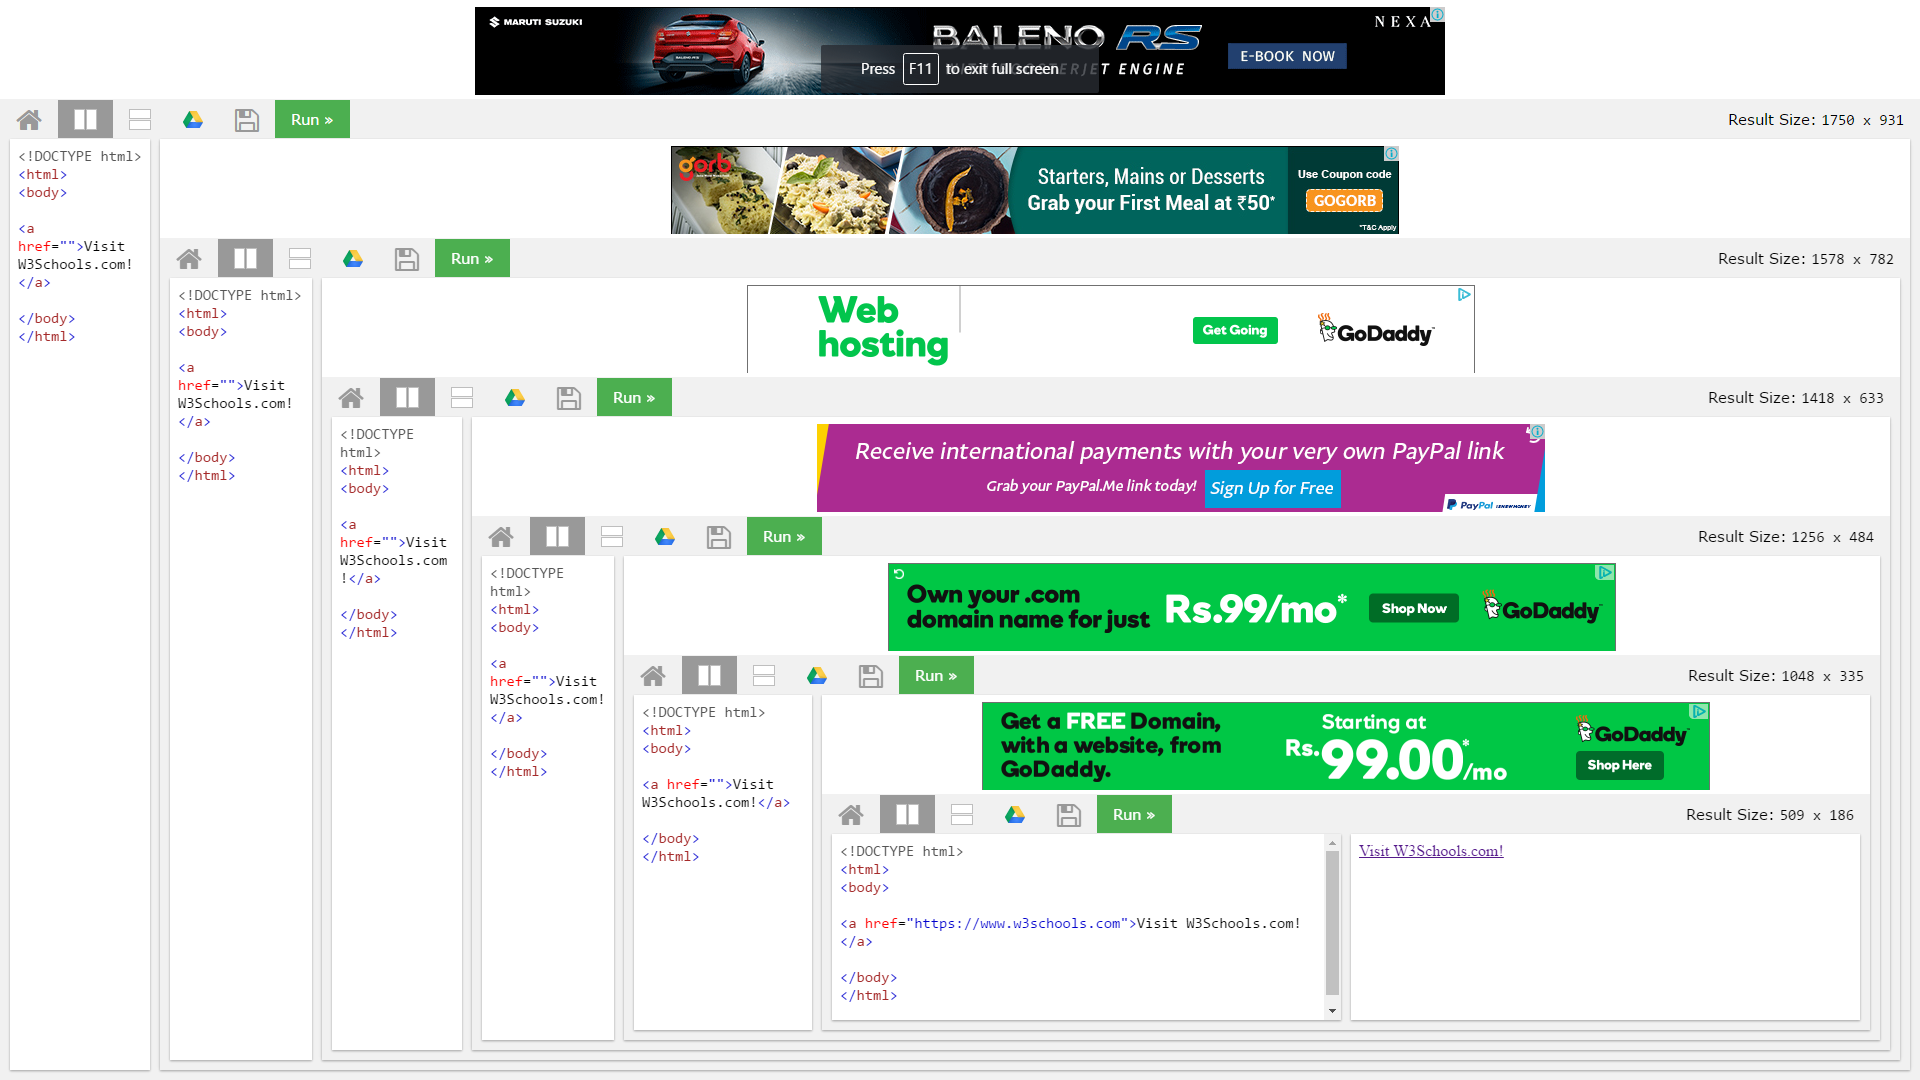 MARUTI SUZUKI
BALENO RS
NEXA
E-BOOK NOW
Press F11 to exit full screen
JET ENGINE
Run »
Result Size: 1750 x 931
<!DOCTYPE html>
<html>
<body>
<a
href="">Visit
W3Schools.com!
</a>
</body>
</html>
gorb
Starters, Mains or Desserts
Grab your First Meal at ₹50*
Use Coupon code
GOGORB
*T&C Apply
Run »
Result Size: 1578 x 782
<!DOCTYPE html>
<html>
<body>
<a
href="">Visit
W3Schools.com!
</a>
</body>
</html>
Web
hosting
Get Going
GoDaddy
Run »
Result Size: 1418 x 633
<!DOCTYPE
html>
<html>
<body>
<a
href="">Visit
W3Schools.com
!</a>
</body>
</html>
Receive international payments with your very own PayPal link
Grab your PayPal.Me link today!
Sign Up for Free
PayPal
Run »
Result Size: 1256 x 484
<!DOCTYPE
html>
<html>
<body>
<a
href="">Visit
W3Schools.com!
</a>
</body>
</html>
Own your .com
domain name for just
Rs.99/mo*
Shop Now
GoDaddy
Run »
Result Size: 1048 x 335
<!DOCTYPE html>
<html>
<body>
<a href="">Visit
W3Schools.com!</a>
</body>
</html>
Get a FREE Domain,
with a website, from
GoDaddy.
Starting at
Rs.99.00*/mo
GoDaddy
Shop Here
Run »
Result Size: 509 x 186
<!DOCTYPE html>
<html>
<body>
<a href="https://www.w3schools.com">Visit W3Schools.com!
</a>
</body>
</html>
Visit W3Schools.com!